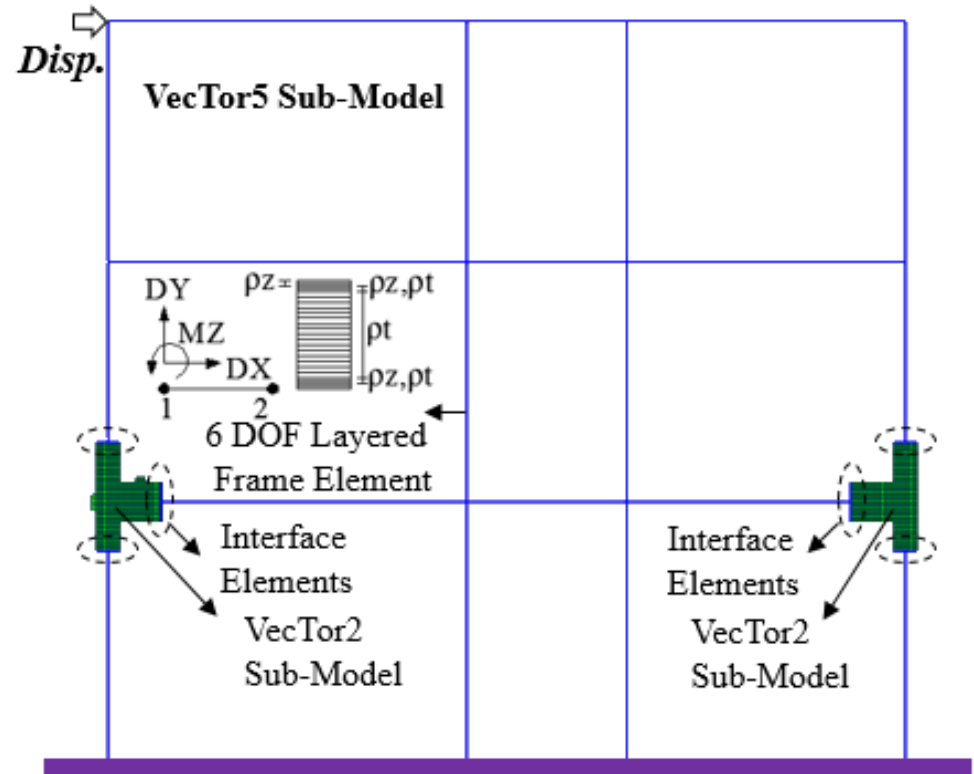 Disp.
VecTor5 Sub-Model
DY
MZ
DX
1
2
ρz
ρz,ρt
ρt
ρz,ρt
6 DOF Layered
Frame Element
Interface
Elements
VecTor2
Sub-Model
Interface
Elements
VecTor2
Sub-Model